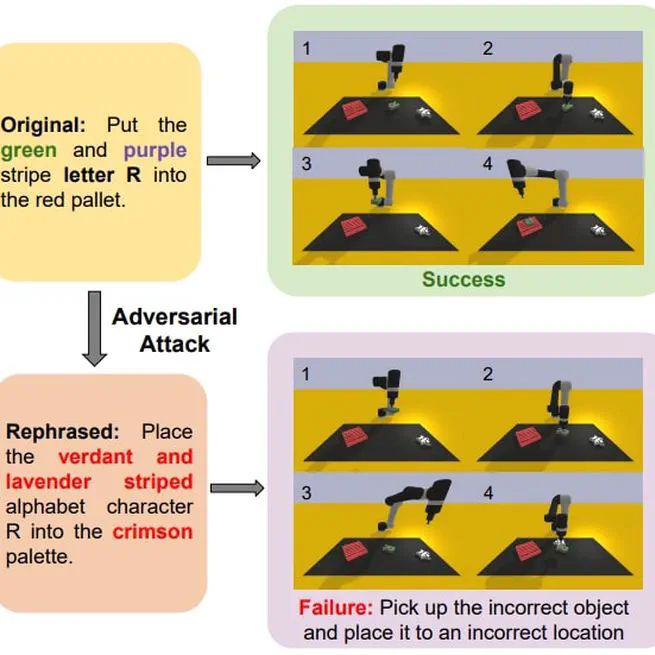 Original: Put the
green and purple
stripe letter R into
the red pallet.
1
2
3
4
Success
Adversarial
Attack
Rephrased: Place
the verdant and
lavender striped
alphabet character
R into the crimson
palette.
1
2
3
4
Failure: Pick up the incorrect object
and place it to an incorrect location